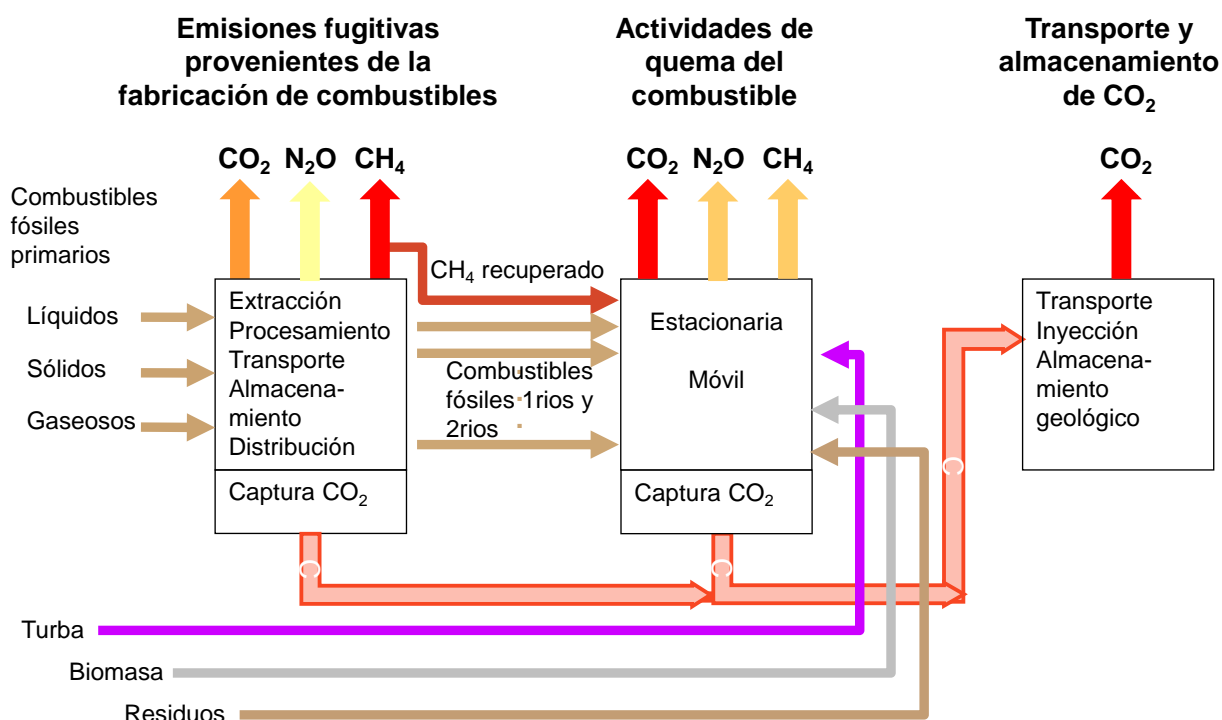 Emisiones fugitivas
provenientes de la
fabricación de combustibles
Actividades de
quema del
combustible
Transporte y
almacenamiento
de CO₂
CO₂ N₂O CH₄
CO₂ N₂O CH₄
CO₂
Combustibles
fósiles
primarios
Líquidos
Sólidos
Gaseosos
Extracción
Procesamiento
Transporte
Almacena-
miento
Distribución
Captura CO₂
CH₄ recuperado
Combustibles
fósiles 1rios y
2rios
Estacionaria
Móvil
Captura CO₂
Transporte
Inyección
Almacena-
miento
geológico
C
C
C
Turba
Biomasa
Residuos